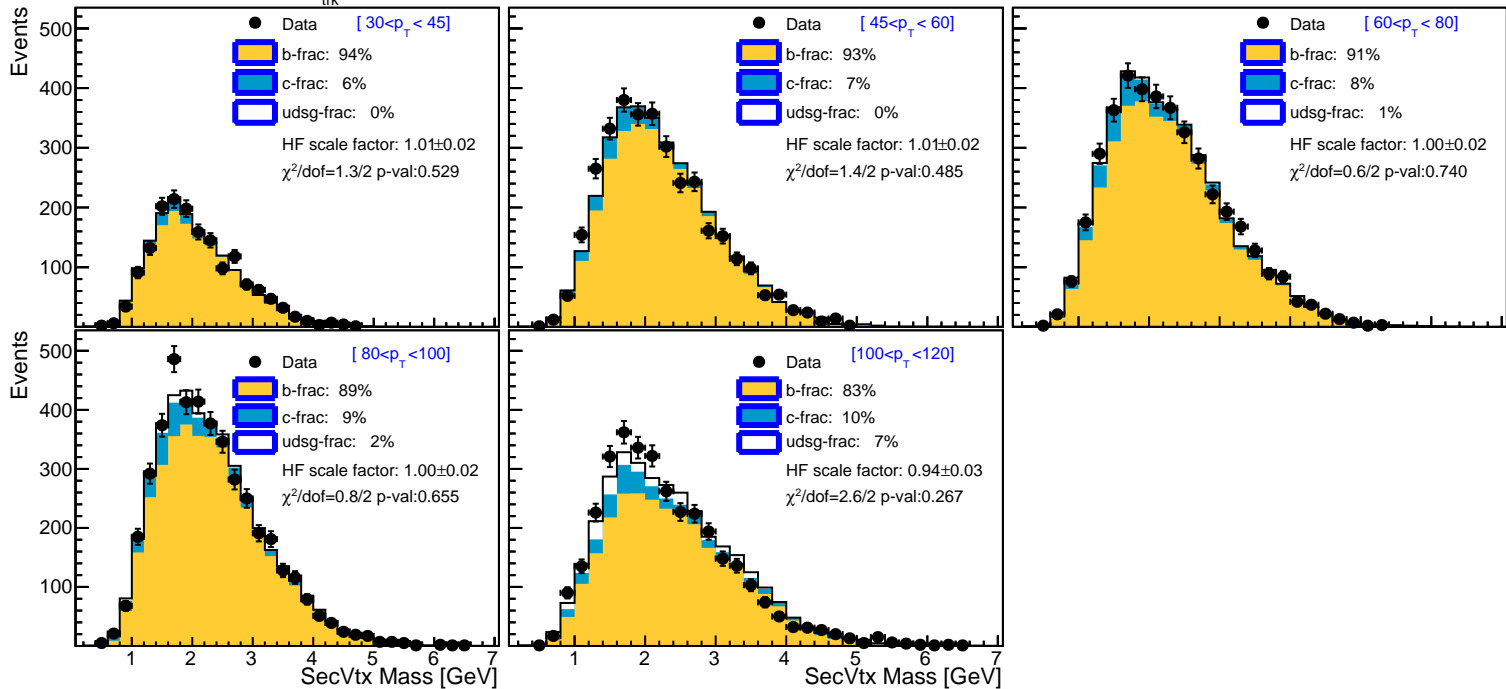 trk
Events
500
400
300
200
100
Data [ 30<p_T < 45]
b-frac: 94%
c-frac: 6%
udsg-frac: 0%
HF scale factor: 1.01±0.02
χ²/dof=1.3/2 p-val:0.529
Data [ 45<p_T < 60]
b-frac: 93%
c-frac: 7%
udsg-frac: 0%
HF scale factor: 1.01±0.02
χ²/dof=1.4/2 p-val:0.485
Data [ 60<p_T < 80]
b-frac: 91%
c-frac: 8%
udsg-frac: 1%
HF scale factor: 1.00±0.02
χ²/dof=0.6/2 p-val:0.740
Events
500
400
300
200
100
Data [ 80<p_T <100]
b-frac: 89%
c-frac: 9%
udsg-frac: 2%
HF scale factor: 1.00±0.02
χ²/dof=0.8/2 p-val:0.655
1 2 3 4 5 6 7
SecVtx Mass [GeV]
Data [100<p_T <120]
b-frac: 83%
c-frac: 10%
udsg-frac: 7%
HF scale factor: 0.94±0.03
χ²/dof=2.6/2 p-val:0.267
1 2 3 4 5 6 7
SecVtx Mass [GeV]